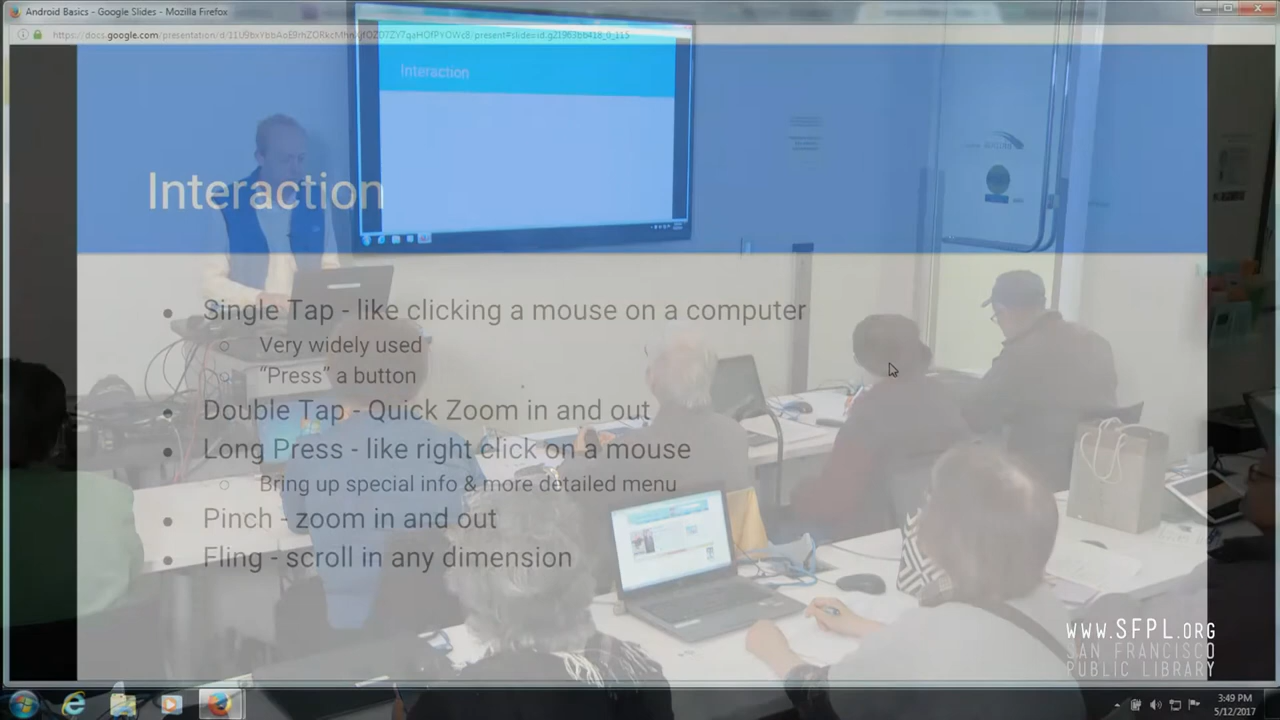 Android Basics - Google Slides - Mozilla Firefox
Interaction
Interaction
Single Tap - like clicking a mouse on a computer
Very widely used
“Press” a button
Double Tap - Quick Zoom in and out
Long Press - like right click on a mouse
Bring up special info & more detailed menu
Pinch - zoom in and out
Fling - scroll in any dimension
www.SFPL.ORG
SAN FRANCISCO
PUBLIC LIBRARY
3:49 PM
5/12/2017